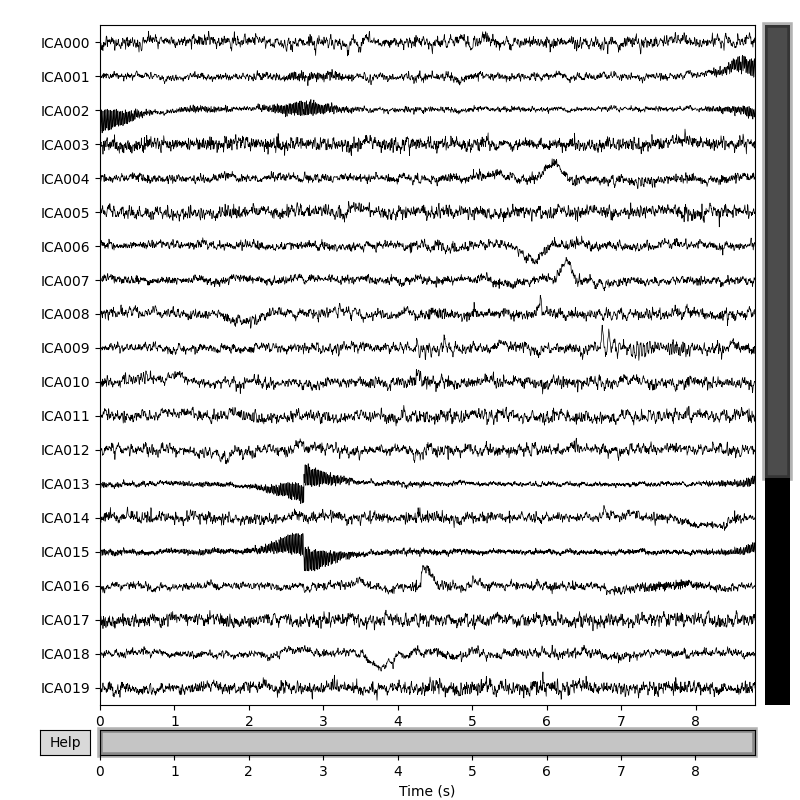 ICA000
ICA001
ICA002
ICA003
ICA004
ICA005
ICA006
ICA007
ICA008
ICA009
ICA010
ICA011
ICA012
ICA013
ICA014
ICA015
ICA016
ICA017
ICA018
ICA019
0 1 2 3 4 5 6 7 8
Help
0 1 2 3 4 5 6 7 8
Time (s)